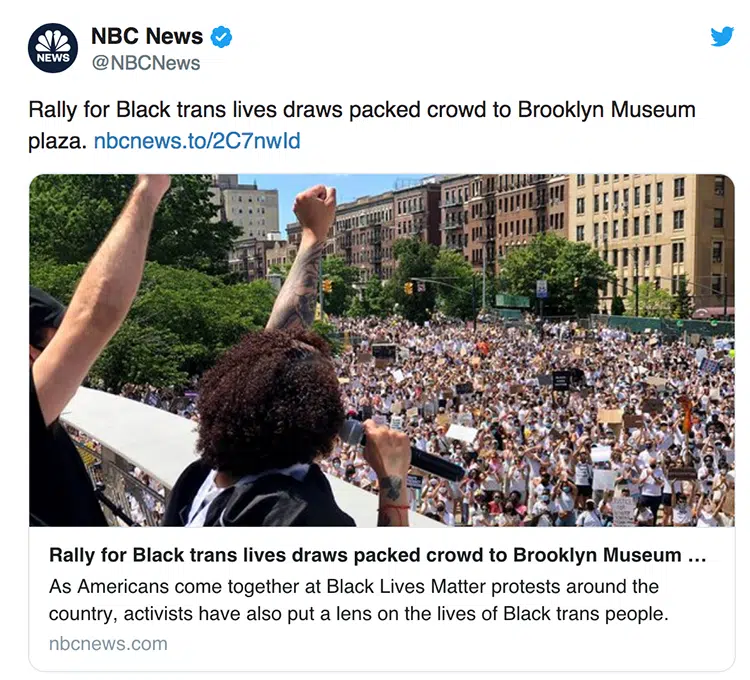 NBC News
@NBCNews
NEWS
Rally for Black trans lives draws packed crowd to Brooklyn Museum
plaza. nbcnews.to/2C7nwId
Rally for Black trans lives draws packed crowd to Brooklyn Museum ...
As Americans come together at Black Lives Matter protests around the
country, activists have also put a lens on the lives of Black trans people.
nbcnews.com